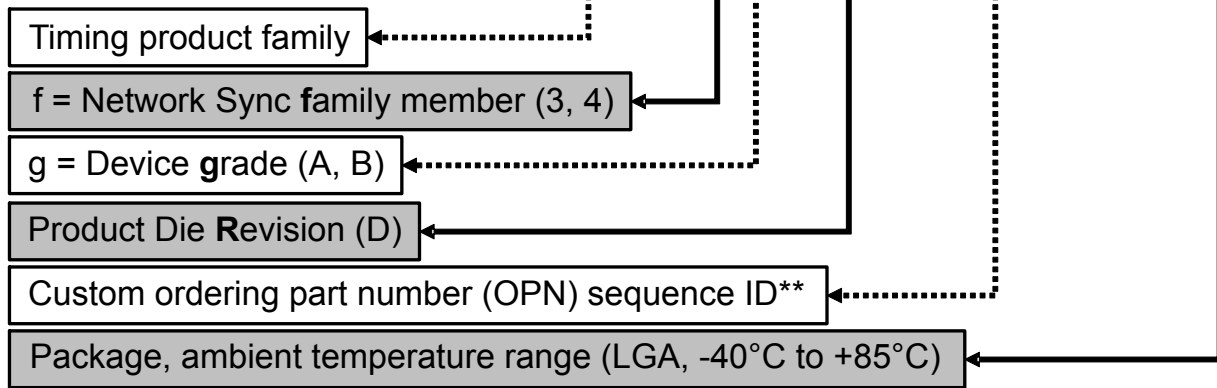 Timing product family
f = Network Sync family member (3, 4)
g = Device grade (A, B)
Product Die Revision (D)
Custom ordering part number (OPN) sequence ID**
Package, ambient temperature range (LGA, -40°C to +85°C)